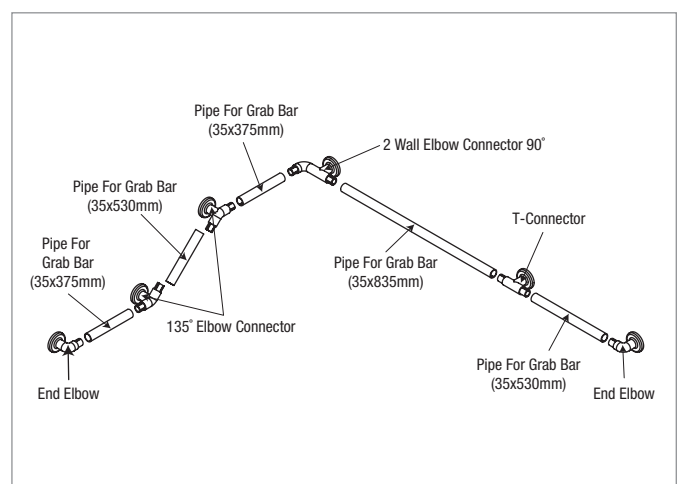 Pipe For Grab Bar
(35x375mm)
2 Wall Elbow Connector 90˚
Pipe For Grab Bar
(35x530mm)
T-Connector
Pipe For
Grab Bar
(35x375mm)
Pipe For Grab Bar
(35x835mm)
135˚ Elbow Connector
Pipe For Grab Bar
(35x530mm)
End Elbow
End Elbow